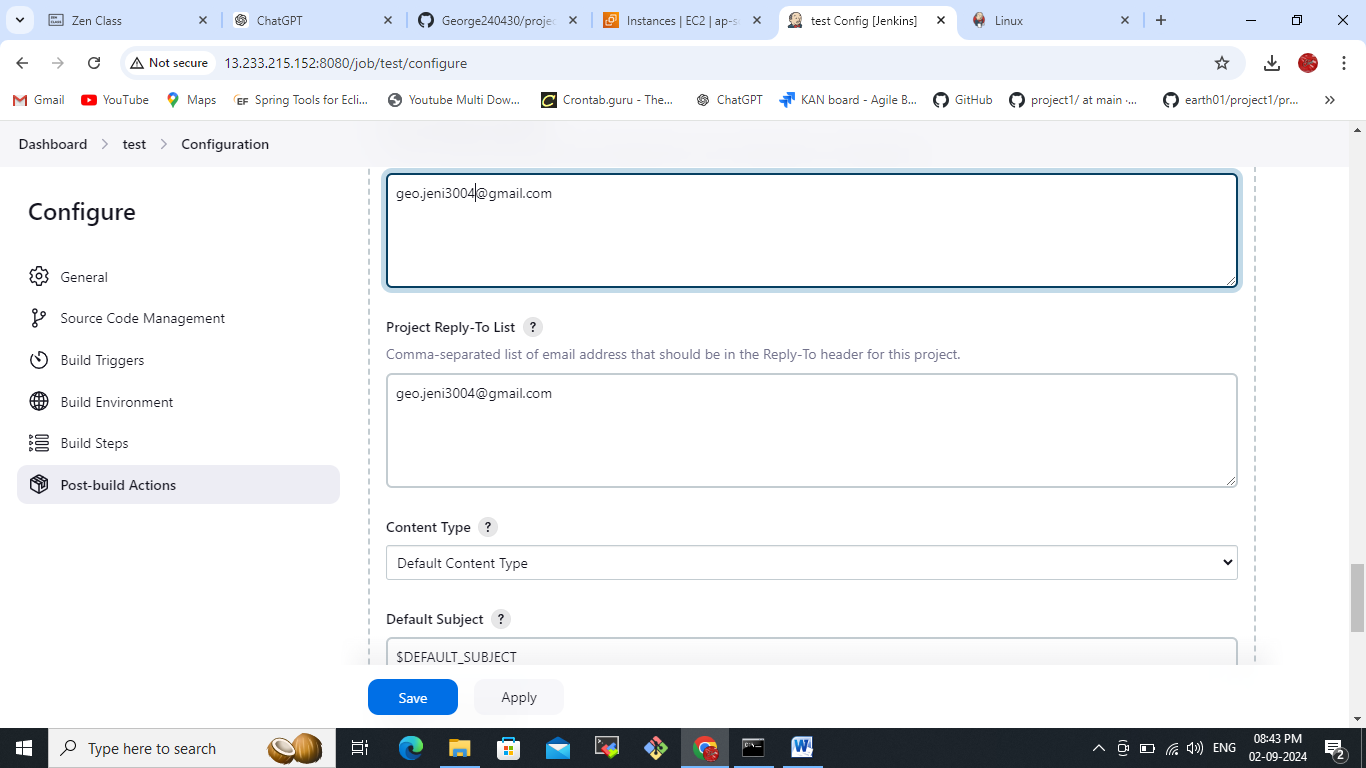 Zen Class
ChatGPT
George240430/projec
Instances | EC2 | ap-s
test Config [Jenkins]
Linux
Not secure
13.233.215.152:8080/job/test/configure
Gmail
YouTube
Maps
EF Spring Tools for Ecli...
Youtube Multi Dow...
Crontab.guru - The...
ChatGPT
KAN board - Agile B...
GitHub
project1/ at main ·...
earth01/project1/pr...
Dashboard
test
Configuration
Configure
General
Source Code Management
Build Triggers
Build Environment
Build Steps
Post-build Actions
geo.jeni3004@gmail.com
Project Reply-To List ?
Comma-separated list of email address that should be in the Reply-To header for this project.
geo.jeni3004@gmail.com
Content Type ?
Default Content Type
Default Subject ?
$DEFAULT_SUBJECT
Save
Apply
Type here to search
ENG
08:43 PM
02-09-2024
2